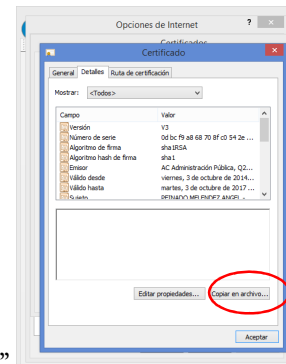 Opciones de Internet ?
Certificados
Certificado
General Detalles Ruta de certificación
Mostrar: <Todos>
Campo Valor
Versión V3
Número de serie 0d bc f9 a8 68 70 8f c0 54 2e ...
Algoritmo de firma sha1RSA
Algoritmo hash de firma sha1
Emisor AC Administración Pública, Q2...
Válido desde viernes, 3 de octubre de 2014...
Válido hasta martes, 3 de octubre de 2017 ...
Sujeto PEINADO MELENDEZ ANGEL -
Editar propiedades... Copiar en archivo...
Aceptar
”